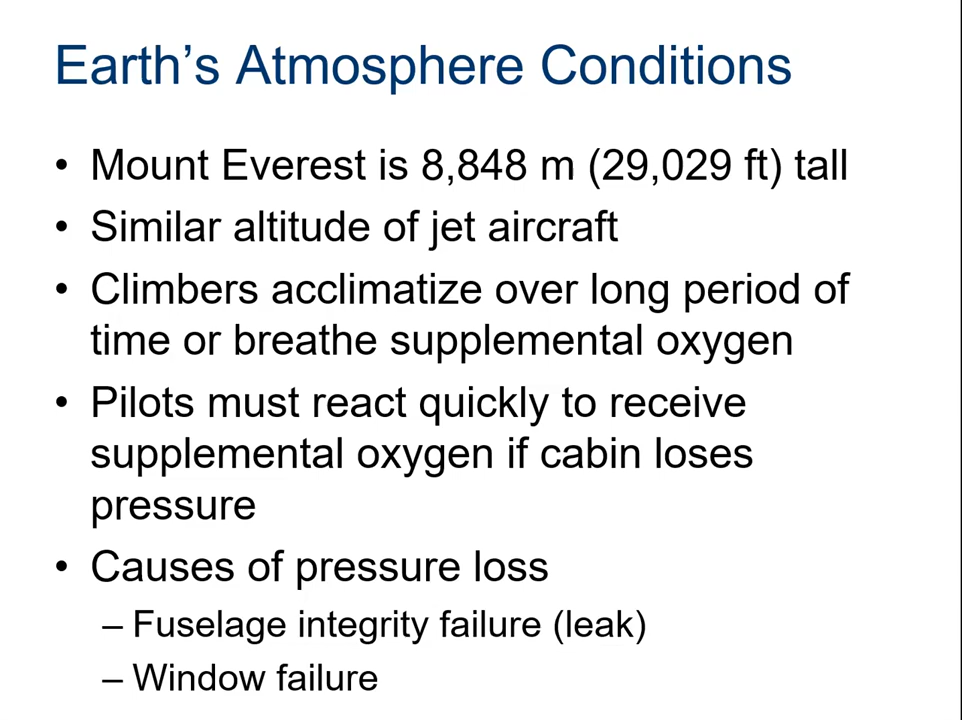 Earth’s Atmosphere Conditions
• Mount Everest is 8,848 m (29,029 ft) tall
• Similar altitude of jet aircraft
• Climbers acclimatize over long period of
time or breathe supplemental oxygen
• Pilots must react quickly to receive
supplemental oxygen if cabin loses
pressure
• Causes of pressure loss
– Fuselage integrity failure (leak)
– Window failure